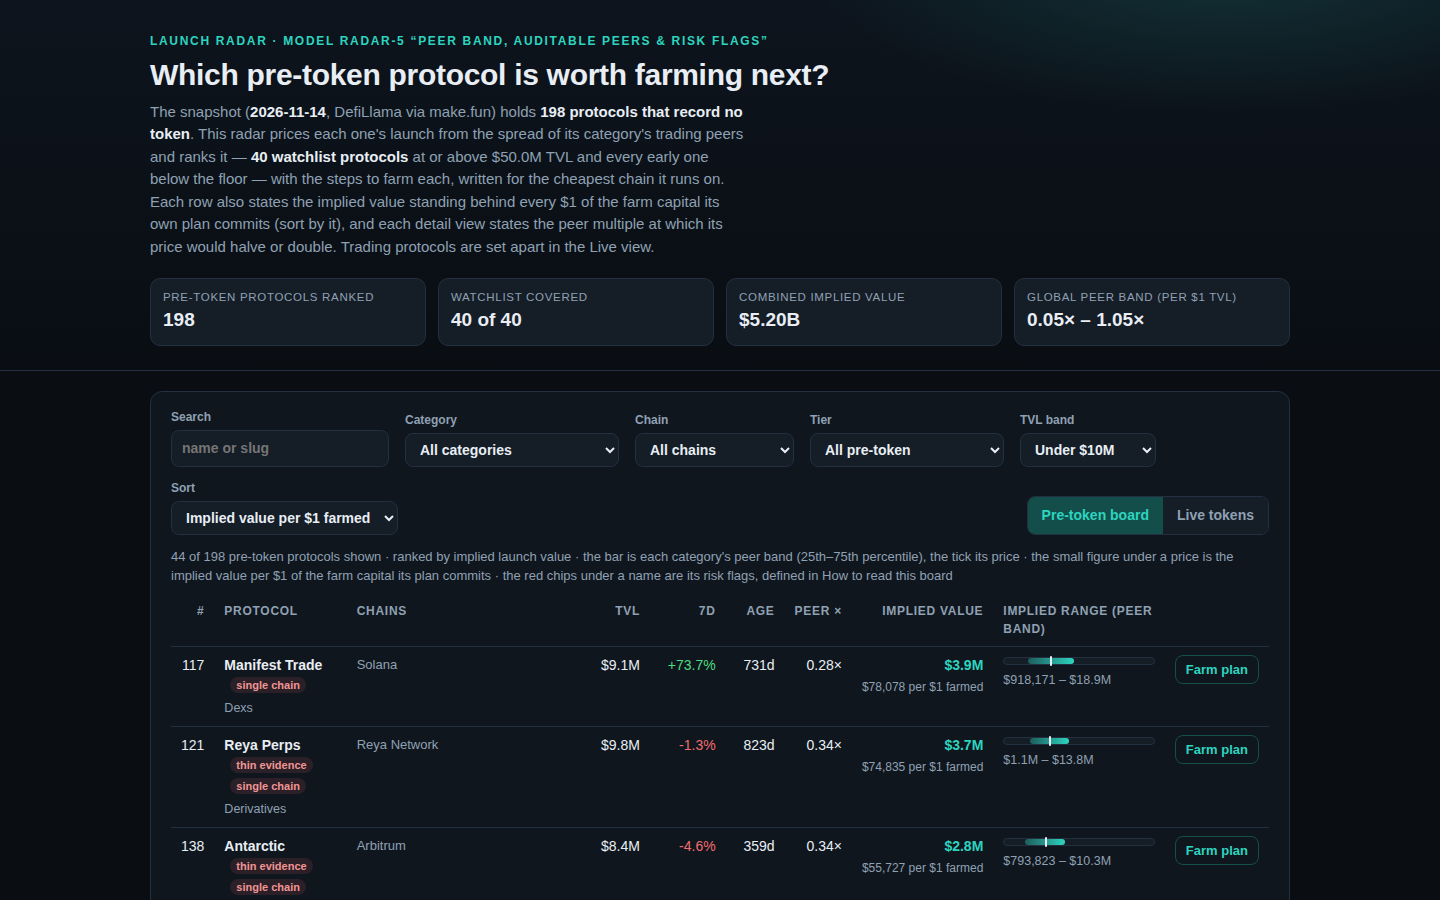 LAUNCH RADAR · MODEL RADAR-5 “PEER BAND, AUDITABLE PEERS & RISK FLAGS”
Which pre-token protocol is worth farming next?
The snapshot (2026-11-14, DefiLlama via make.fun) holds 198 protocols that record no
token. This radar prices each one's launch from the spread of its category's trading peers
and ranks it — 40 watchlist protocols at or above $50.0M TVL and every early one
below the floor — with the steps to farm each, written for the cheapest chain it runs on.
Each row also states the implied value standing behind every $1 of the farm capital its
own plan commits (sort by it), and each detail view states the peer multiple at which its
price would halve or double. Trading protocols are set apart in the Live view.
PRE-TOKEN PROTOCOLS RANKED
198
WATCHLIST COVERED
40 of 40
COMBINED IMPLIED VALUE
$5.20B
GLOBAL PEER BAND (PER $1 TVL)
0.05× – 1.05×
Search
name or slug
Category
All categories
Chain
All chains
Tier
All pre-token
TVL band
Under $10M
Sort
Implied value per $1 farmed
Pre-token board
Live tokens
44 of 198 pre-token protocols shown · ranked by implied launch value · the bar is each category's peer band (25th–75th percentile), the tick its price · the small figure under a price is the
implied value per $1 of the farm capital its plan commits · the red chips under a name are its risk flags, defined in How to read this board
# PROTOCOL CHAINS TVL 7D AGE PEER × IMPLIED VALUE IMPLIED RANGE (PEER
BAND)
117 Manifest Trade Solana $9.1M +73.7% 731d 0.28× $3.9M Farm plan
single chain $78,078 per $1 farmed $918,171 – $18.9M
Dexs
121 Reya Perps Reya Network $9.8M -1.3% 823d 0.34× $3.7M Farm plan
thin evidence $74,835 per $1 farmed $1.1M – $13.8M
single chain
Derivatives
138 Antarctic Arbitrum $8.4M -4.6% 359d 0.34× $2.8M Farm plan
thin evidence $55,727 per $1 farmed $793,823 – $10.3M
single chain